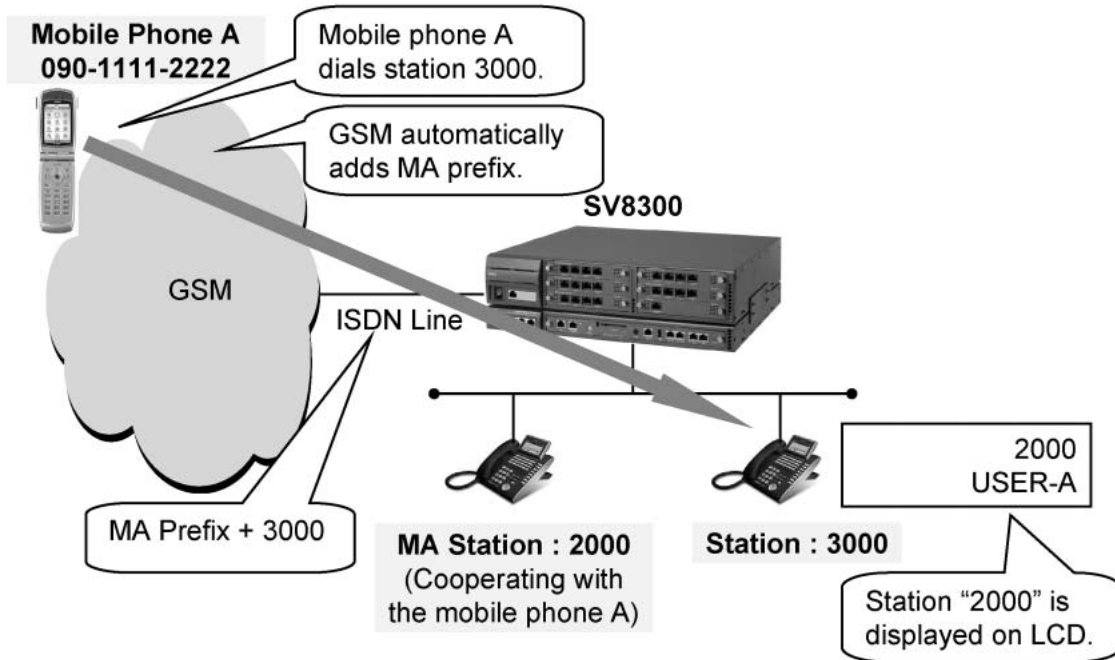 Mobile Phone A
090-1111-2222
Mobile phone A
dials station 3000.
GSM automatically
adds MA prefix.
SV8300
GSM
ISDN Line
MA Prefix + 3000
MA Station : 2000
(Cooperating with
the mobile phone A)
Station : 3000
2000
USER-A
Station “2000” is
displayed on LCD.